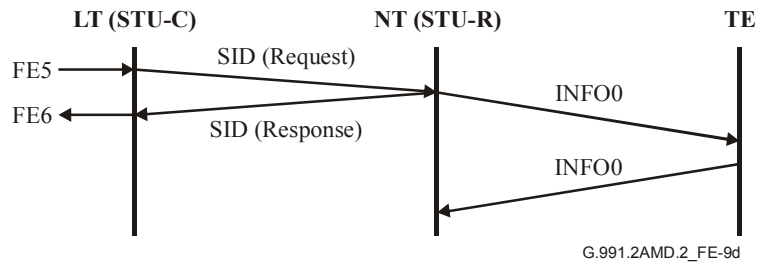 LT (STU-C) NT (STU-R) TE
SID (Request)
FE5
INFO0
FE6
SID (Response)
INFO0
G.991.2AMD.2_FE-9d